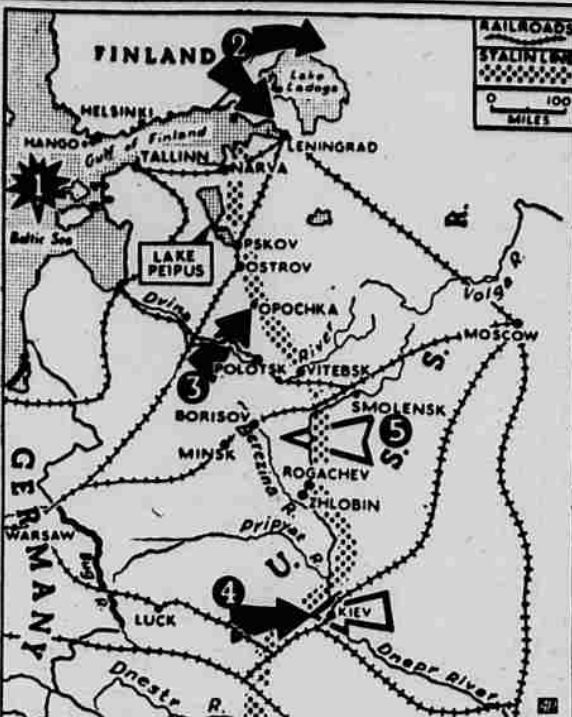 RAILROADS
STALIN LINE
0 100
MILES
FINLAND
2
Lake
Ladoga
HELSINKI
HANGO
Gulf of Finland
LENINGRAD
TALLINN
NARVA
1
Baltic Sea
LAKE
PEIPUS
PSKOV
OSTROV
OPOCHKA
Dvina
River
Volga
R.
R.
MOSCOW
3
POLOTSK
VITEBSK
S.
SMOLENSK
BORISOV
5
S.
MINSK
Berezina R.
ROGACHEV
ZHLOBIN
GERMANY
WARSAW
Bug R.
Pripyat R.
U.
4
KIEV
LUCK
Dnepr River
Dnestr R.